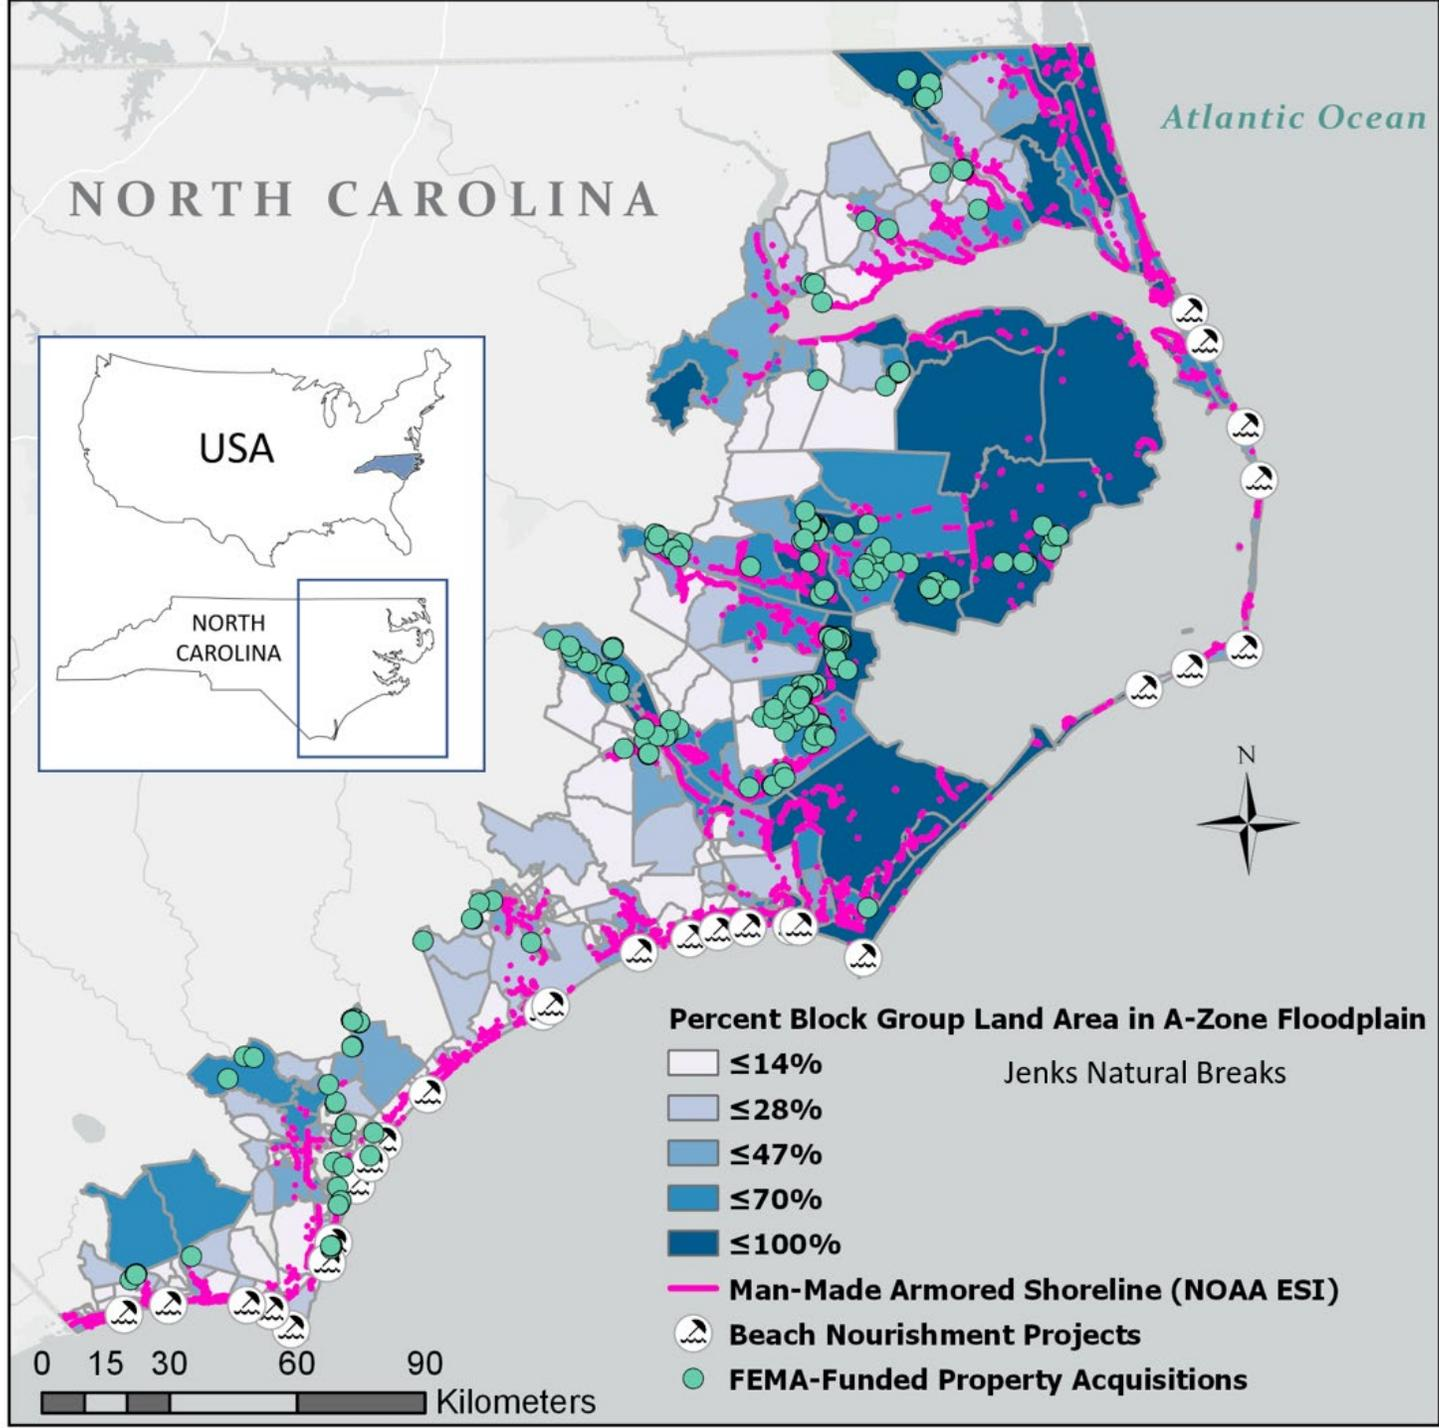 Atlantic Ocean
NORTH CAROLINA
USA
NORTH
CAROLINA
N
Percent Block Group Land Area in A-Zone Floodplain
Jenks Natural Breaks
≤14%
≤28%
≤47%
≤70%
≤100%
Man-Made Armored Shoreline (NOAA ESI)
Beach Nourishment Projects
FEMA-Funded Property Acquisitions
0 15 30 60 90
Kilometers